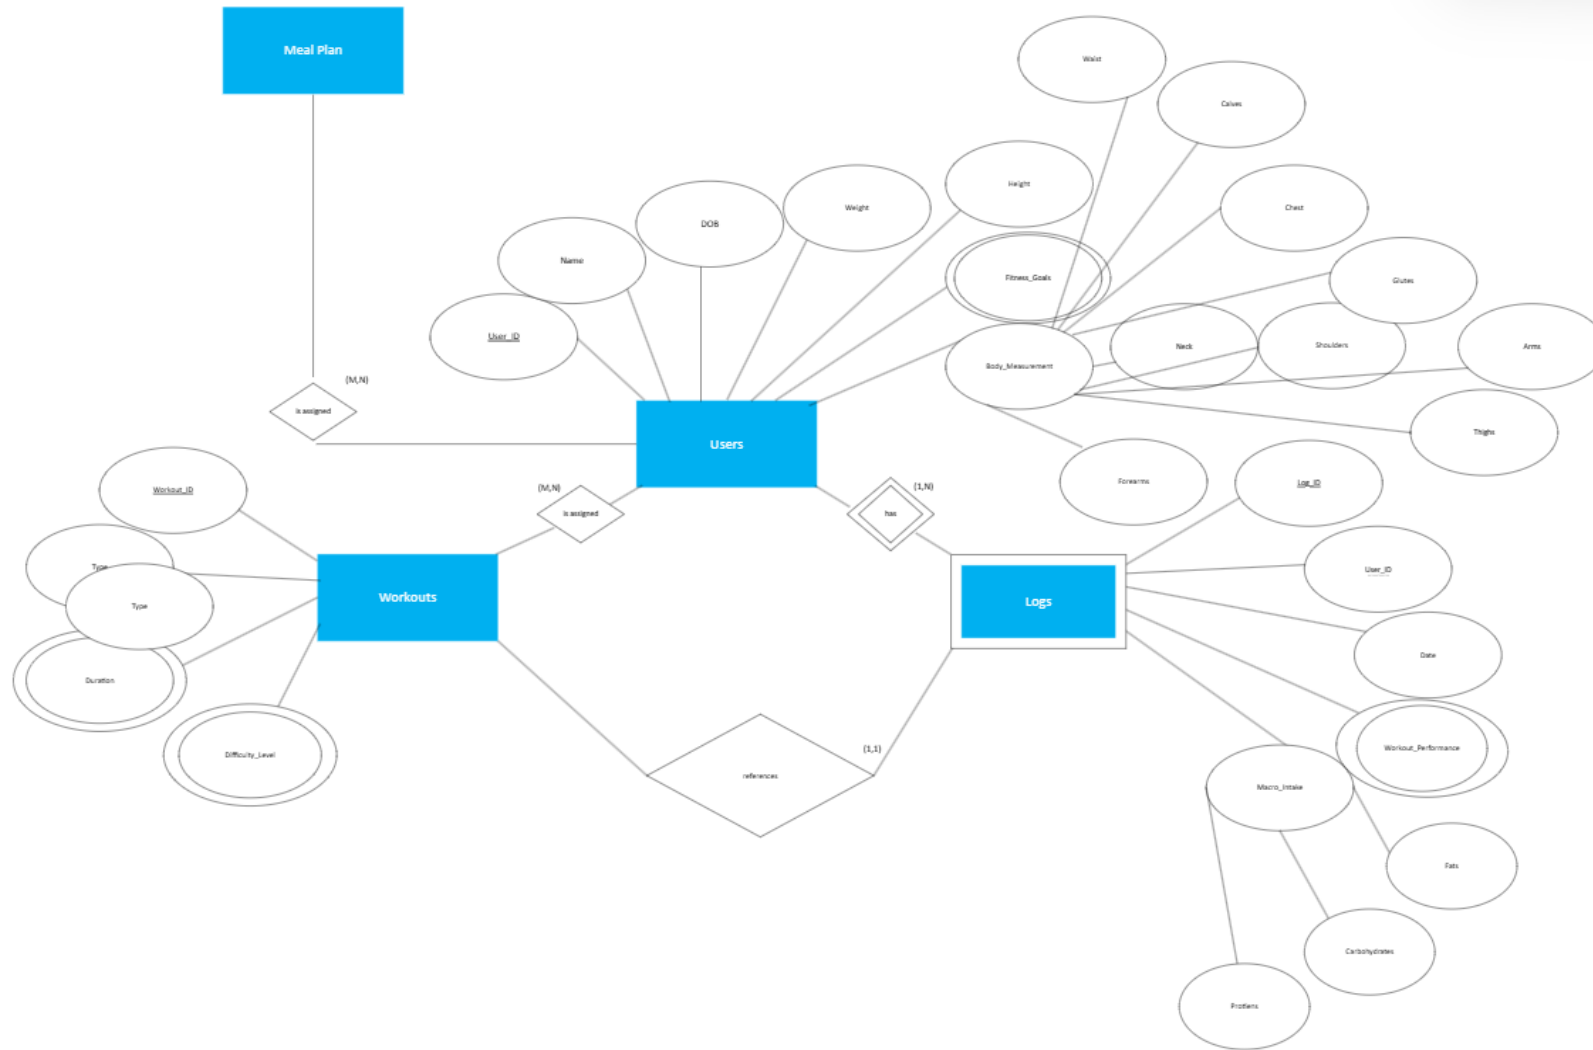 Meal Plan
Waist
Calves
Height
Weight
Chest
DOB
Name
Fitness_Goals
Glutes
User_ID
Neck
Shoulders
Arms
Body_Measurement
(M,N)
is assigned
Thighs
Users
Forearms
Log_ID
Workout_ID
(M,N)
is assigned
(1,N)
has
Type
User_ID
Type
Workouts
Logs
Date
Duration
Difficulty_Level
(1,1)
references
Workout_Performance
Macro_Intake
Fats
Carbohydrates
Protiens